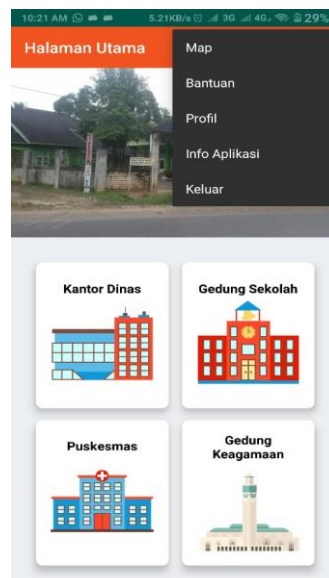 10:21 AM 5.21KB/s 3G 4G 29%
Halaman Utama
Map
Bantuan
Profil
Info Aplikasi
Keluar
Kantor Dinas
Gedung Sekolah
Puskesmas
Gedung
Keagamaan